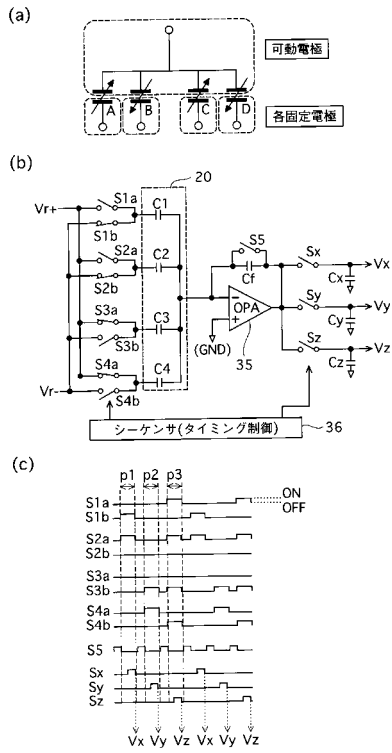 (a)
可動電極
A B C D
各固定電極
(b)
20
Vr+
S1a
C1
S1b
S2a
C2
S2b
S3a
C3
S3b
S4a
C4
S4b
Vr-
S5
Cf
OPA
(GND)
35
Sx
Cx
Vx
Sy
Cy
Vy
Sz
Cz
Vz
シーケンサ(タイミング制御)
36
(c)
p1 p2 p3
S1a
ON
OFF
S1b
S2a
S2b
S3a
S3b
S4a
S4b
S5
Sx
Sy
Sz
Vx Vy Vz Vx Vy Vz